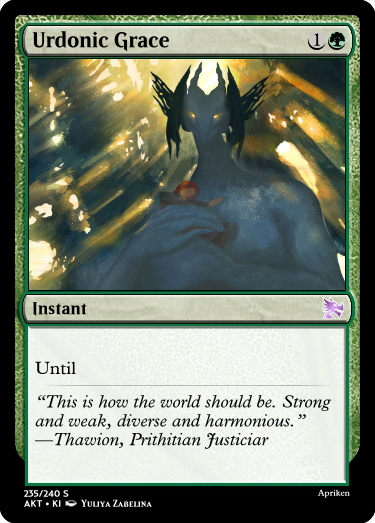 Urdonic Grace 1
Instant
Until
“This is how the world should be. Strong
and weak, diverse and harmonious.”
—Thawion, Prithitian Justiciar
235/240 S
Apriken
AKT • KI Yuliya Zabelina